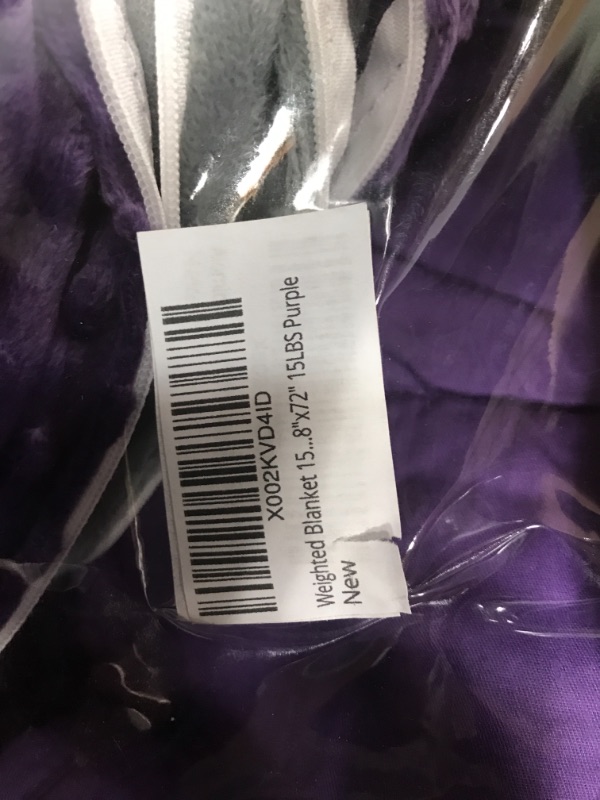 X002KVD4ID
Weighted Blanket 15...8"x72" 15LBS Purple
New